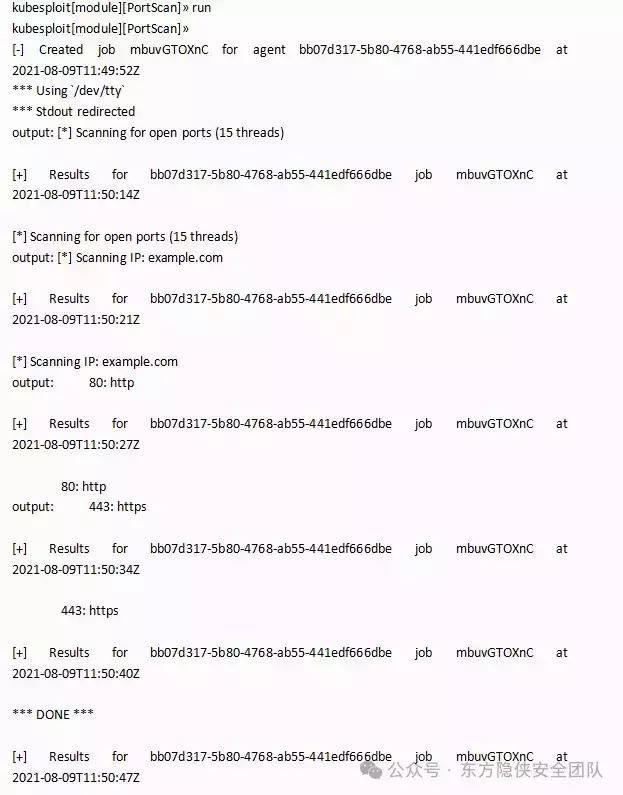 kubesploit[module][PortScan]» run
kubesploit[module][PortScan]»
[-] Created job mbuvGTOXnC for agent bb07d317-5b80-4768-ab55-441edf666dbe at
2021-08-09T11:49:52Z
*** Using `/dev/tty`
*** Stdout redirected
output: [*] Scanning for open ports (15 threads)
[+] Results for bb07d317-5b80-4768-ab55-441edf666dbe job mbuvGTOXnC at
2021-08-09T11:50:14Z
[*] Scanning for open ports (15 threads)
output: [*] Scanning IP: example.com
[+] Results for bb07d317-5b80-4768-ab55-441edf666dbe job mbuvGTOXnC at
2021-08-09T11:50:21Z
[*] Scanning IP: example.com
output: 80: http
[+] Results for bb07d317-5b80-4768-ab55-441edf666dbe job mbuvGTOXnC at
2021-08-09T11:50:27Z
80: http
output: 443: https
[+] Results for bb07d317-5b80-4768-ab55-441edf666dbe job mbuvGTOXnC at
2021-08-09T11:50:34Z
443: https
[+] Results for bb07d317-5b80-4768-ab55-441edf666dbe job mbuvGTOXnC at
2021-08-09T11:50:40Z
*** DONE ***
[+] Results for bb07d317-5b80-4768-ab55-441edf666dbe job mbuvGTOXnC at
2021-08-09T11:50:47Z
公众号 · 东方隐侠安全团队